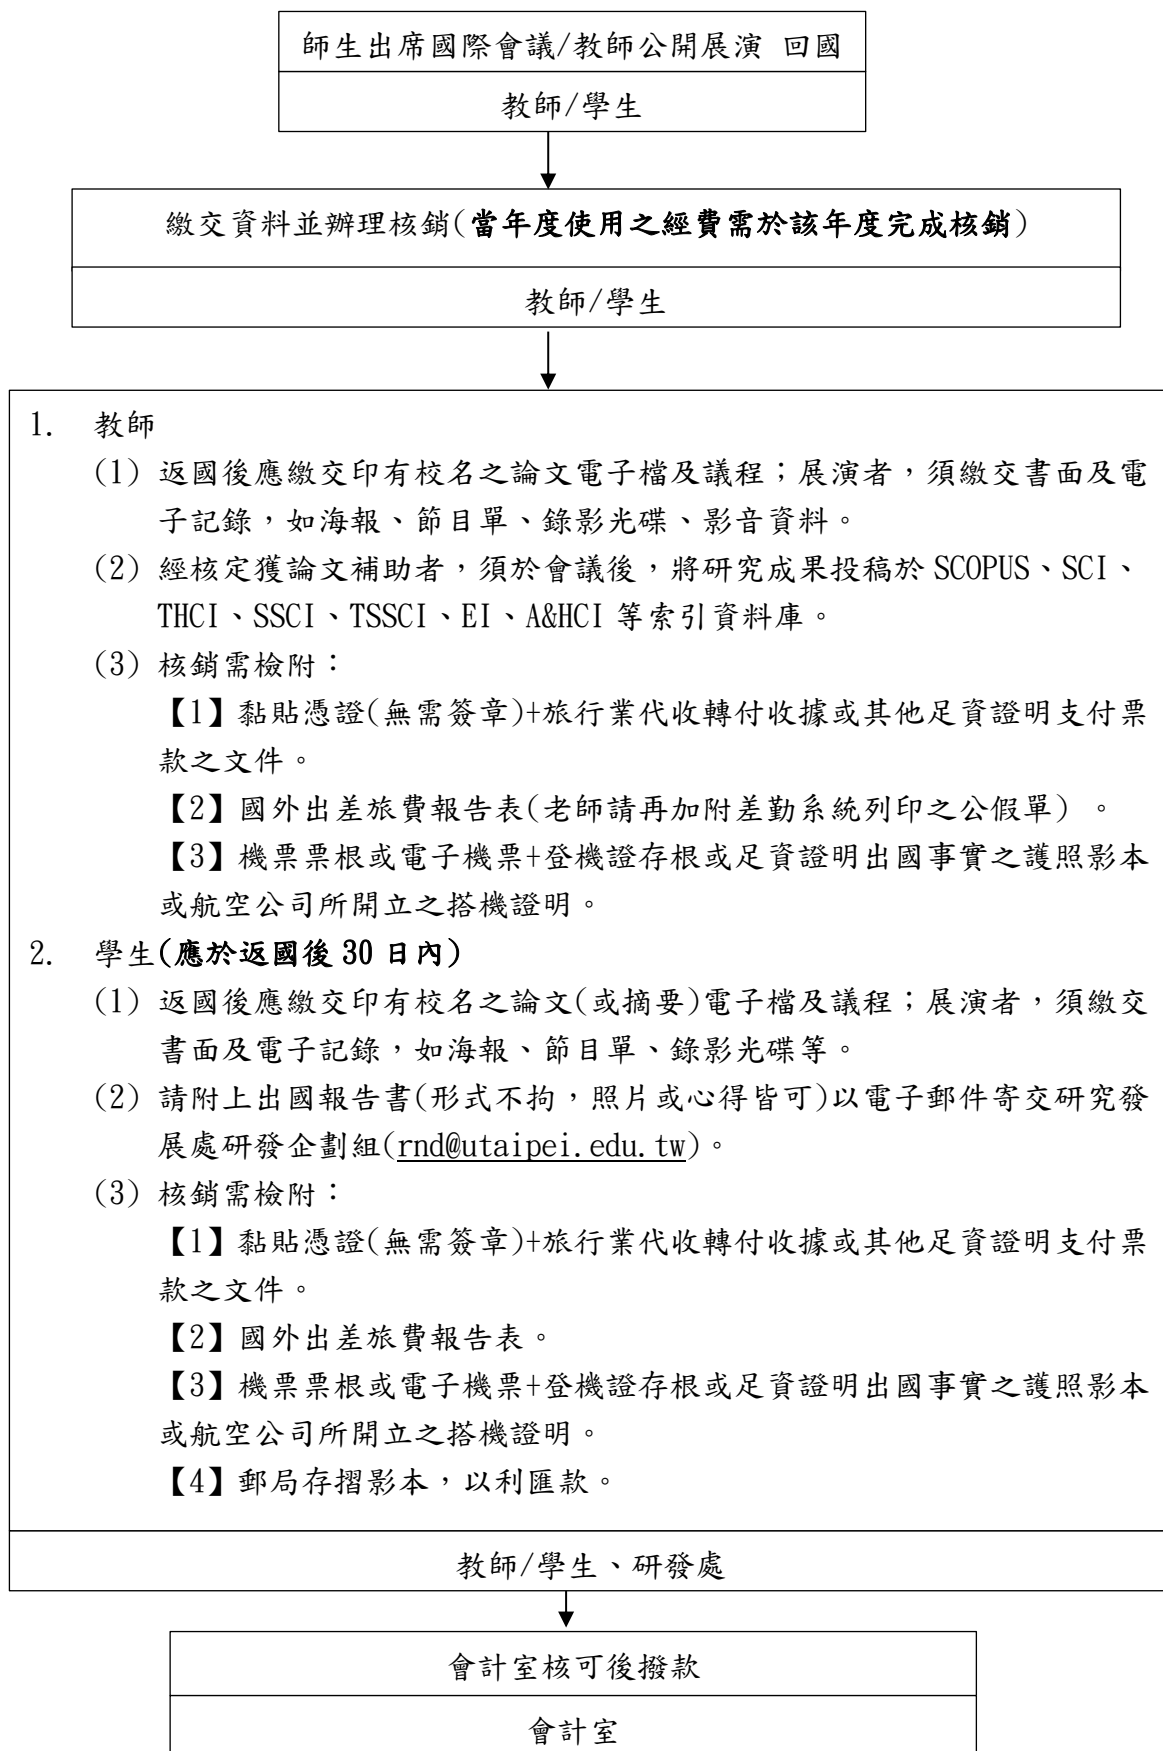 師生出席國際會議/教師公開展演 回國
教師/學生
繳交資料並辦理核銷(當年度使用之經費需於該年度完成核銷)
教師/學生
1. 教師
(1) 返國後應繳交印有校名之論文電子檔及議程；展演者，須繳交書面及電
子記錄，如海報、節目單、錄影光碟、影音資料。
(2) 經核定獲論文補助者，須於會議後，將研究成果投稿於 SCOPUS、SCI、
THCI、SSCI、TSSCI、EI、A&HCI 等索引資料庫。
(3) 核銷需檢附：
【1】黏貼憑證(無需簽章)+旅行業代收轉付收據或其他足資證明支付票
款之文件。
【2】國外出差旅費報告表(老師請再加附差勤系統列印之公假單) 。
【3】機票票根或電子機票+登機證存根或足資證明出國事實之護照影本
或航空公司所開立之搭機證明。
2. 學生(應於返國後 30 日內)
(1) 返國後應繳交印有校名之論文(或摘要)電子檔及議程；展演者，須繳交
書面及電子記錄，如海報、節目單、錄影光碟等。
(2) 請附上出國報告書(形式不拘，照片或心得皆可)以電子郵件寄交研究發
展處研發企劃組(rnd@utaipei.edu.tw)。
(3) 核銷需檢附：
【1】黏貼憑證(無需簽章)+旅行業代收轉付收據或其他足資證明支付票
款之文件。
【2】國外出差旅費報告表。
【3】機票票根或電子機票+登機證存根或足資證明出國事實之護照影本
或航空公司所開立之搭機證明。
【4】郵局存摺影本，以利匯款。
教師/學生、研發處
會計室核可後撥款
會計室